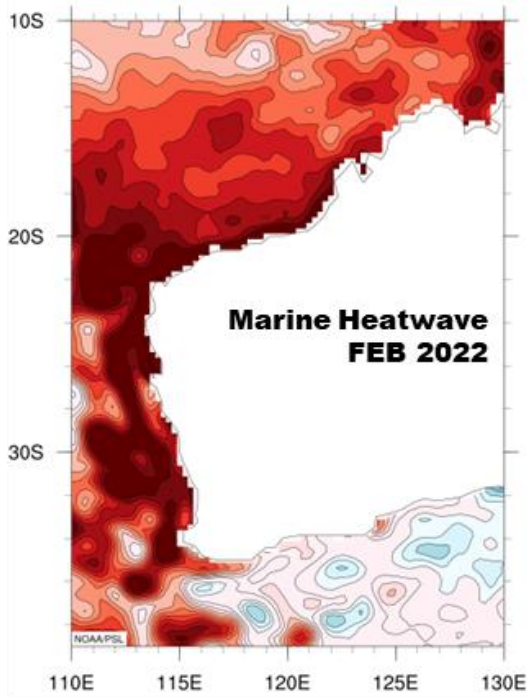 10S
20S
Marine Heatwave
FEB 2022
30S
NOAA/PSL
110E 115E 120E 125E 130E